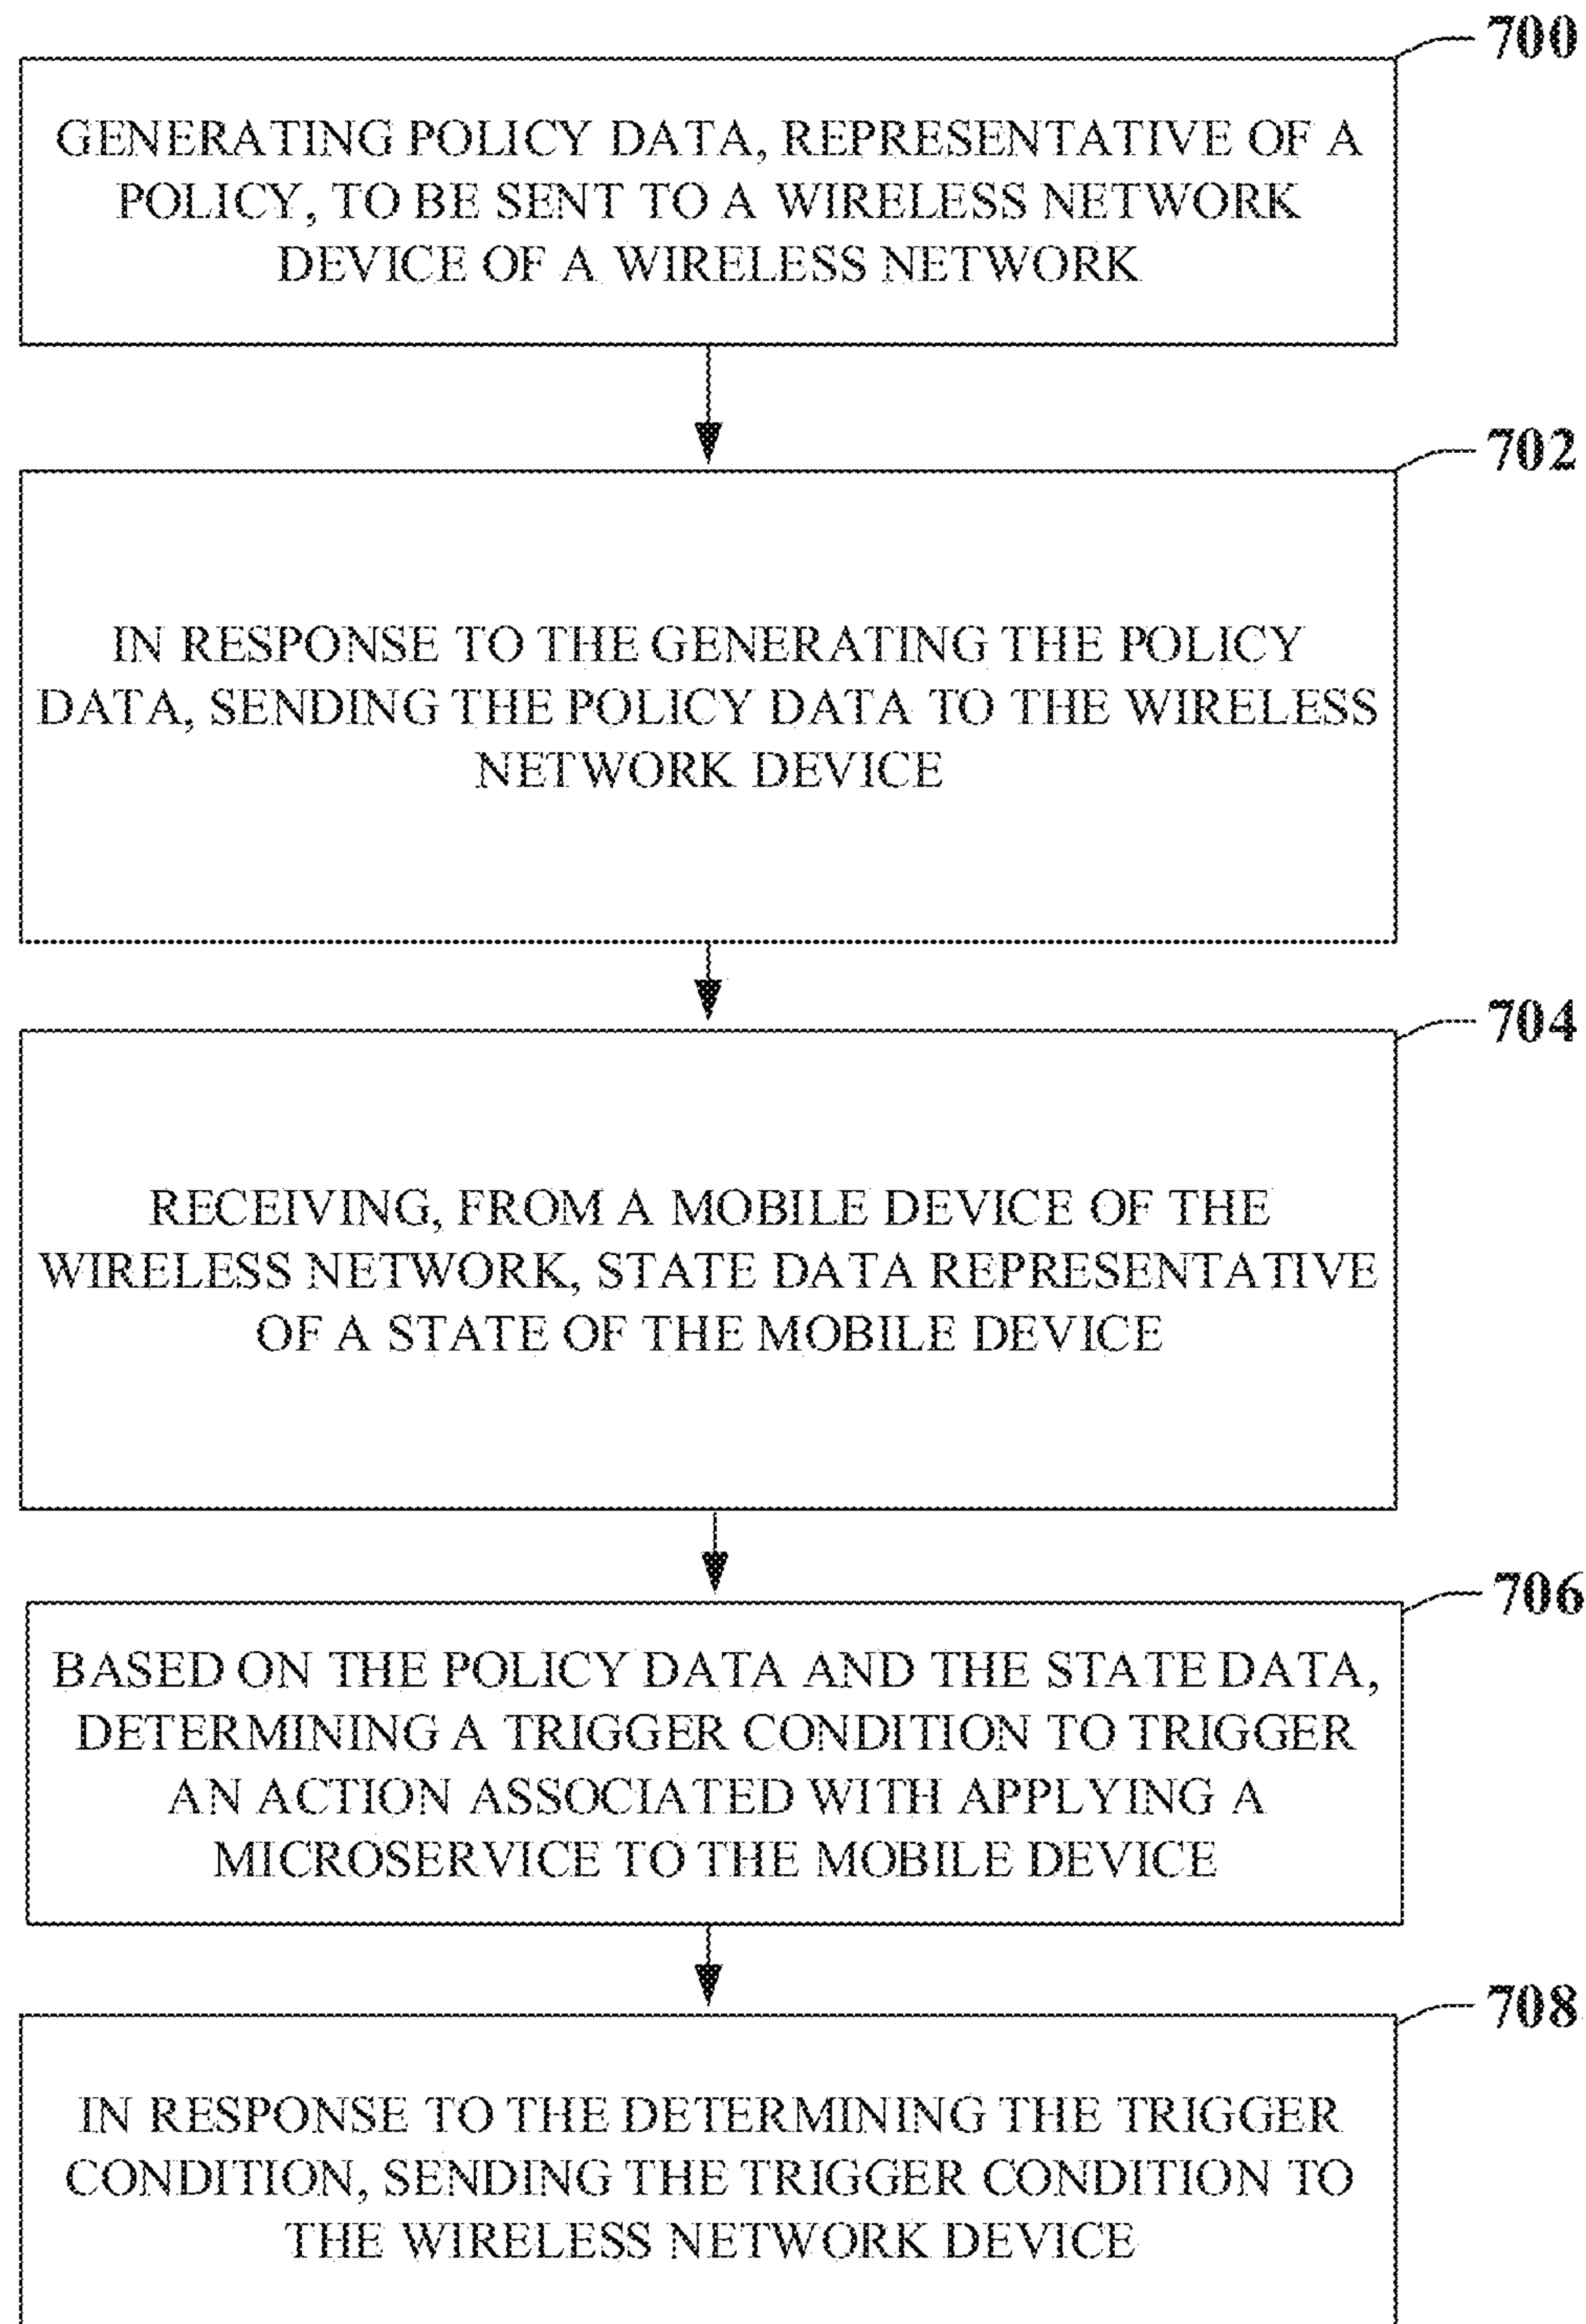 700
GENERATING POLICY DATA, REPRESENTATIVE OF A
POLICY, TO BE SENT TO A WIRELESS NETWORK
DEVICE OF A WIRELESS NETWORK
702
IN RESPONSE TO THE GENERATING THE POLICY
DATA, SENDING THE POLICY DATA TO THE WIRELESS
NETWORK DEVICE
704
RECEIVING, FROM A MOBILE DEVICE OF THE
WIRELESS NETWORK, STATE DATA REPRESENTATIVE
OF A STATE OF THE MOBILE DEVICE
706
BASED ON THE POLICY DATA AND THE STATE DATA,
DETERMINING A TRIGGER CONDITION TO TRIGGER
AN ACTION ASSOCIATED WITH APPLYING A
MICROSERVICE TO THE MOBILE DEVICE
708
IN RESPONSE TO THE DETERMINING THE TRIGGER
CONDITION, SENDING THE TRIGGER CONDITION TO
THE WIRELESS NETWORK DEVICE